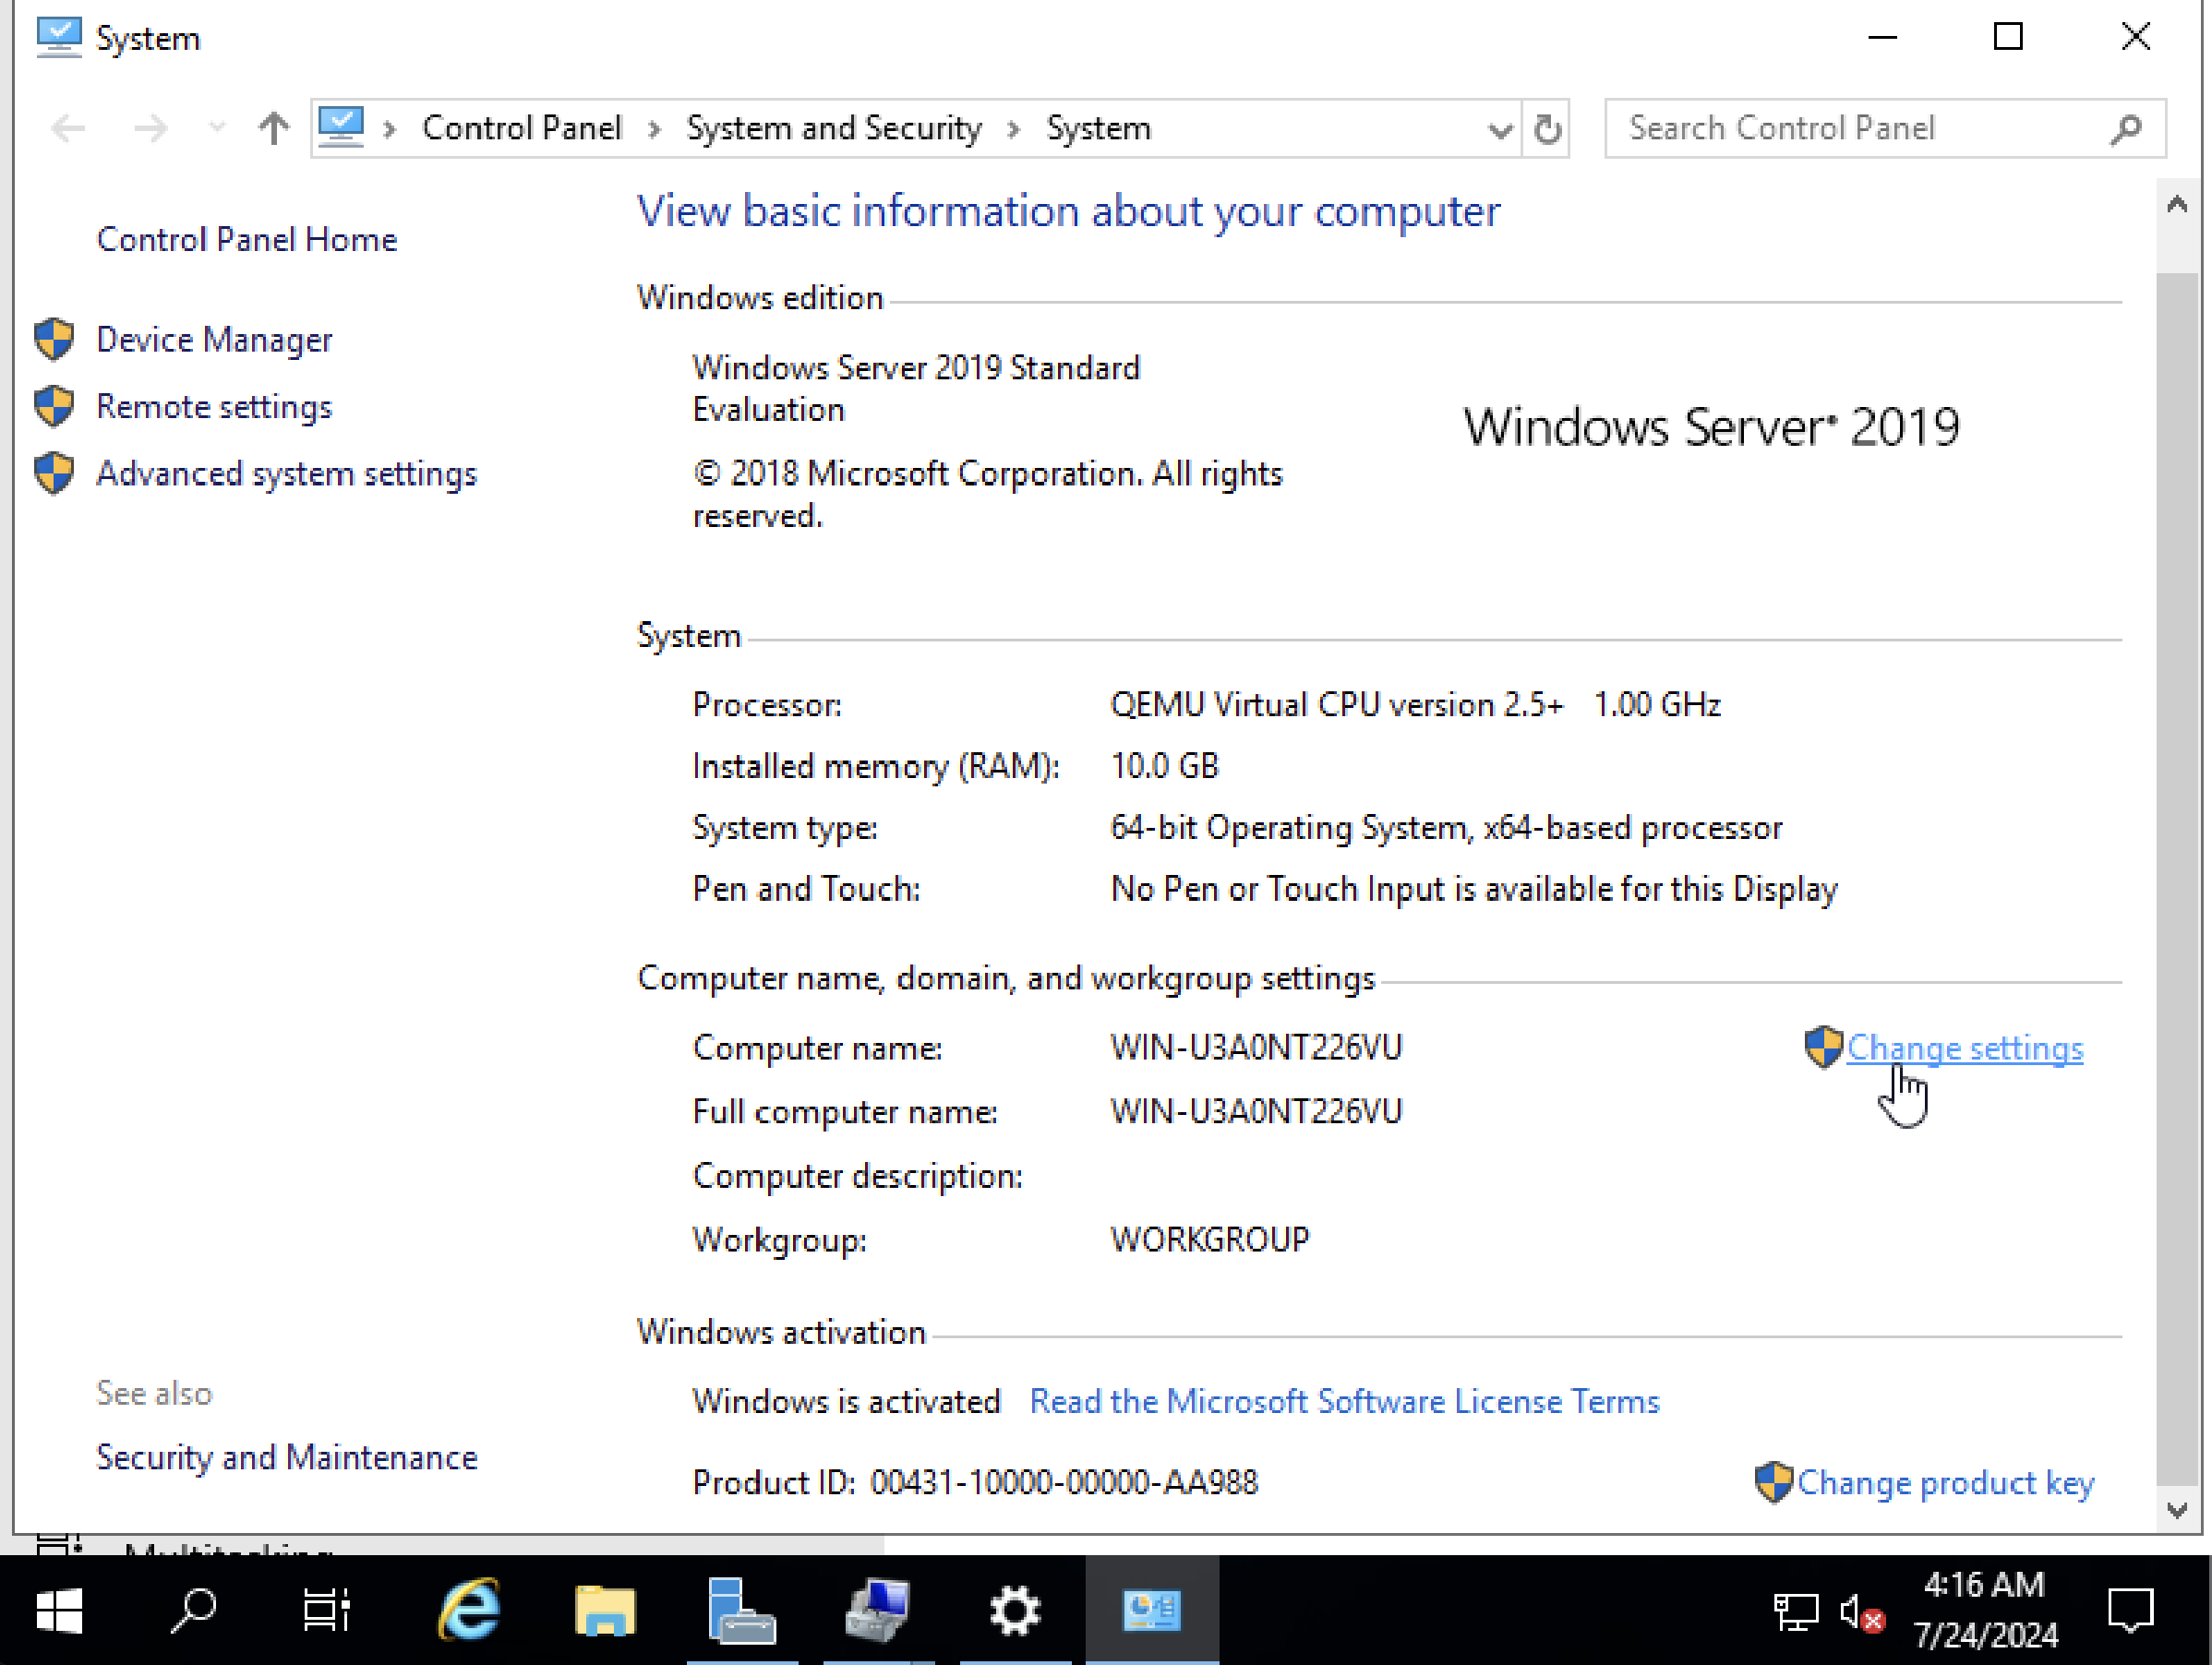 System
Control Panel > System and Security > System
Search Control Panel
Control Panel Home
Device Manager
Remote settings
Advanced system settings
View basic information about your computer
Windows edition
Windows Server 2019 Standard
Evaluation
© 2018 Microsoft Corporation. All rights
reserved.
Windows Server® 2019
System
Processor: QEMU Virtual CPU version 2.5+ 1.00 GHz
Installed memory (RAM): 10.0 GB
System type: 64-bit Operating System, x64-based processor
Pen and Touch: No Pen or Touch Input is available for this Display
Computer name, domain, and workgroup settings
Computer name: WIN-U3A0NT226VU
Change settings
Full computer name: WIN-U3A0NT226VU
Computer description:
Workgroup: WORKGROUP
Windows activation
Windows is activated Read the Microsoft Software License Terms
Product ID: 00431-10000-00000-AA988
Change product key
See also
Security and Maintenance
Multitasking
4:16 AM
7/24/2024